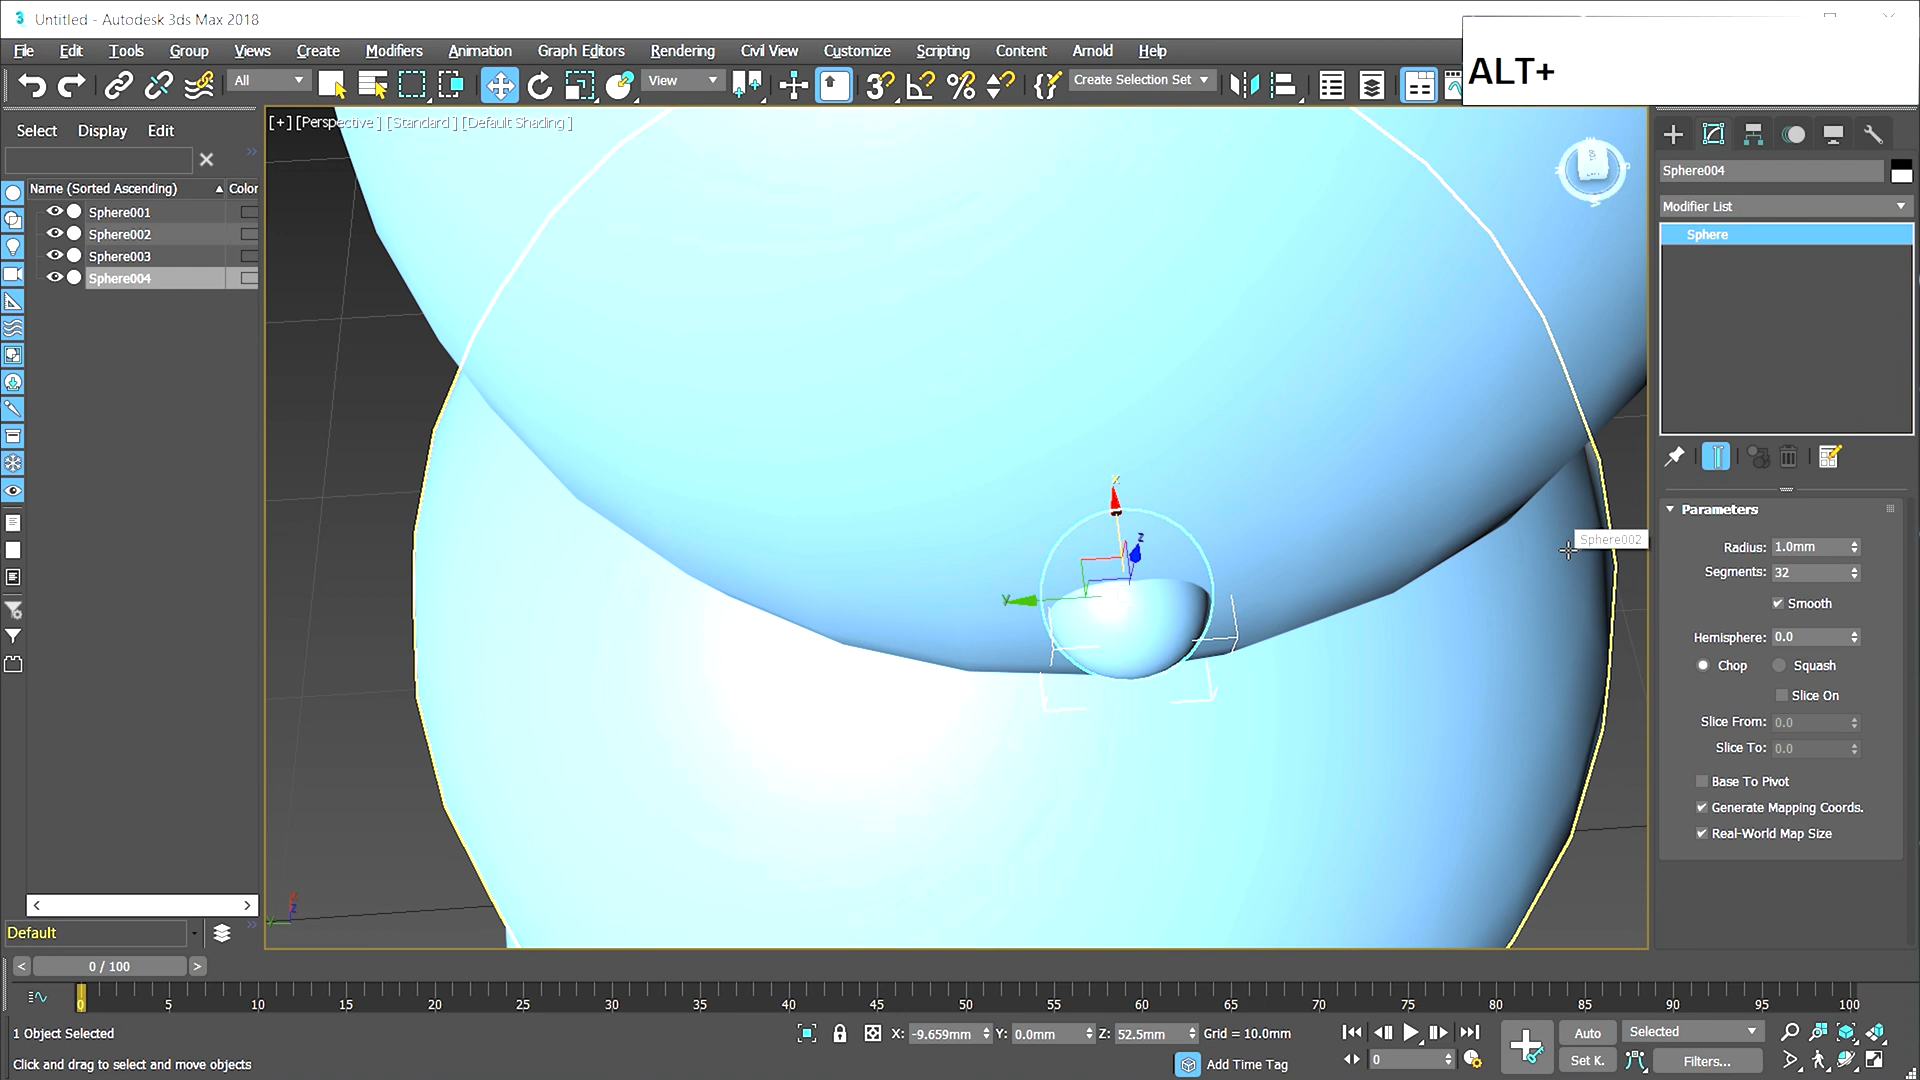 Untitled - Autodesk 3ds Max 2018
File Edit Tools Group Views Create Modifiers Animation Graph Editors Rendering Civil View Customize Scripting Content Arnold Help
ALT+
All View Create Selection Set
[+] [Perspective ] [Standard ] [Default Shading ]
Select Display Edit
Name (Sorted Ascending) Color
Sphere001
Sphere002
Sphere003
Sphere004
Sphere004
Modifier List
Sphere
x
z
y
Sphere002
TOP
Parameters
Radius: 1.0mm
Segments: 32
Smooth
Hemisphere: 0.0
Chop Squash
Slice On
Slice From: 0.0
Slice To: 0.0
Base To Pivot
Generate Mapping Coords.
Real-World Map Size
z
Default
< 0 / 100 >
0 5 10 15 20 25 30 35 40 45 50 55 60 65 70 75 80 85 90 95 100
1 Object Selected
X: -9.659mm Y: 0.0mm Z: 52.5mm Grid = 10.0mm
Auto Selected
Click and drag to select and move objects
Add Time Tag
0
Set K. Filters...